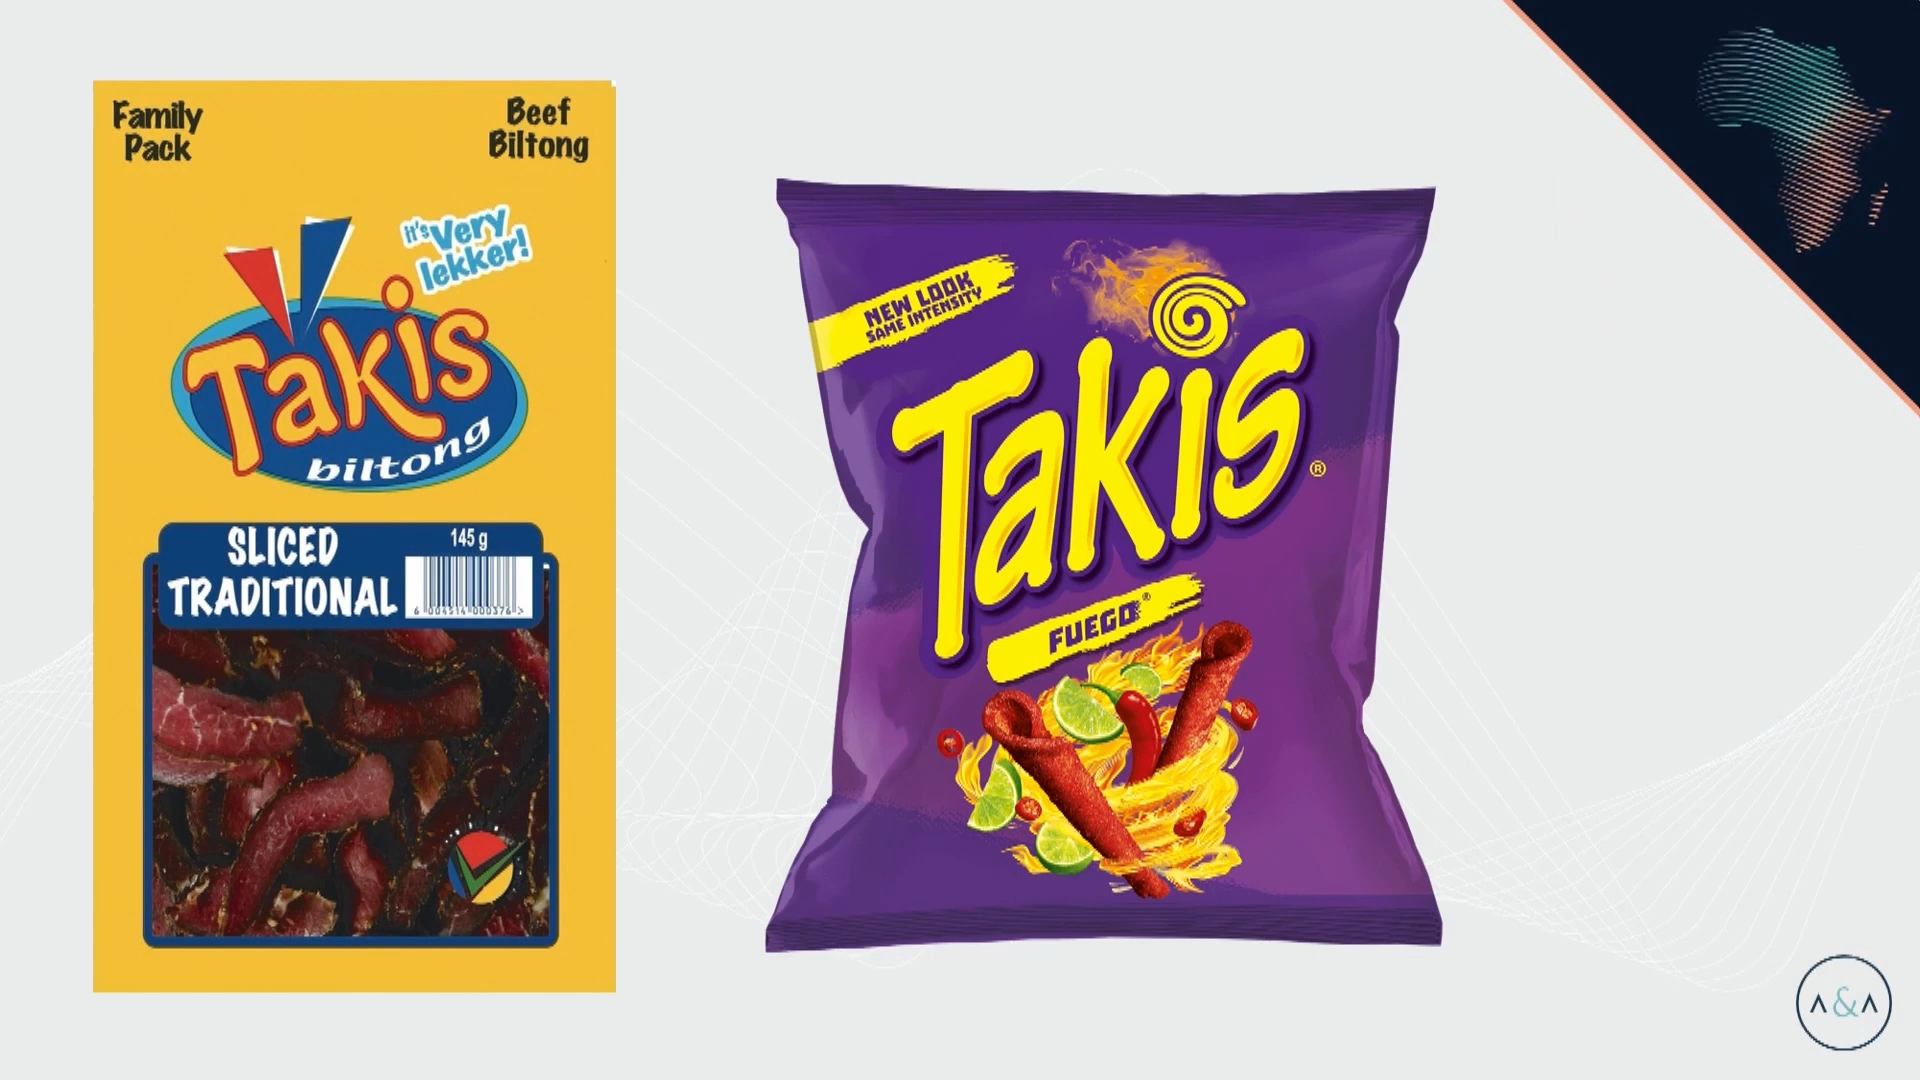 Family
Pack
Beef
Biltong
it's Very
lekker!
Takis
biltong
SLICED
TRADITIONAL
145 g
NEW LOOK
SAME INTENSITY
Takis
®
FUEGO®
A&A